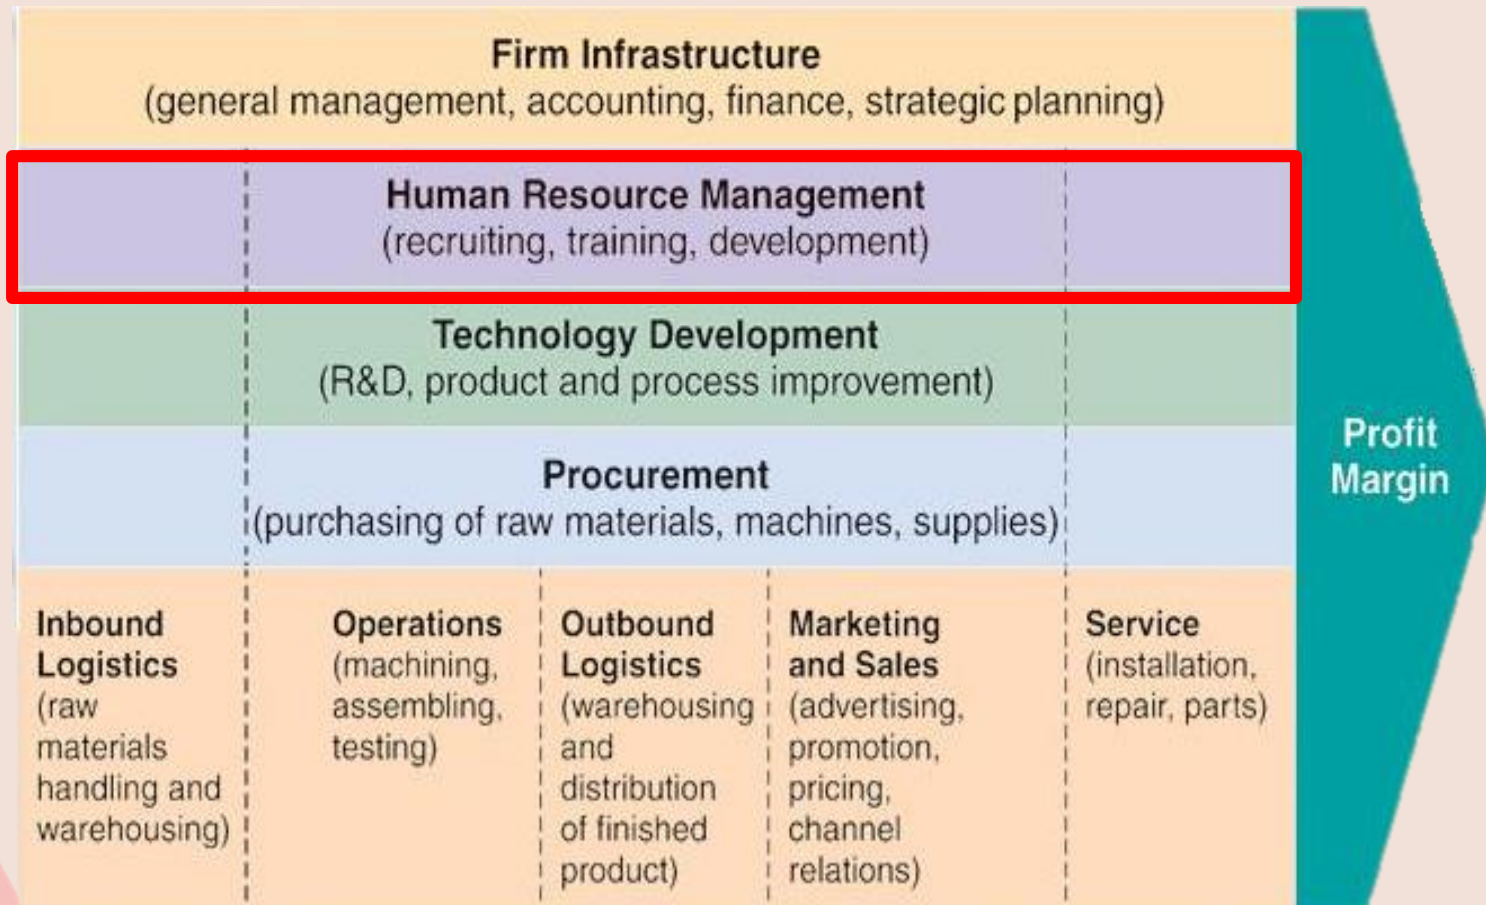 Firm Infrastructure
(general management, accounting, finance, strategic planning)
Human Resource Management
(recruiting, training, development)
Technology Development
(R&D, product and process improvement)
Procurement
(purchasing of raw materials, machines, supplies)
Inbound
Logistics
(raw
materials
handling and
warehousing)
Operations
(machining,
assembling,
testing)
Outbound
Logistics
(warehousing
and
distribution
of finished
product)
Marketing
and Sales
(advertising,
promotion,
pricing,
channel
relations)
Service
(installation,
repair, parts)
Profit
Margin